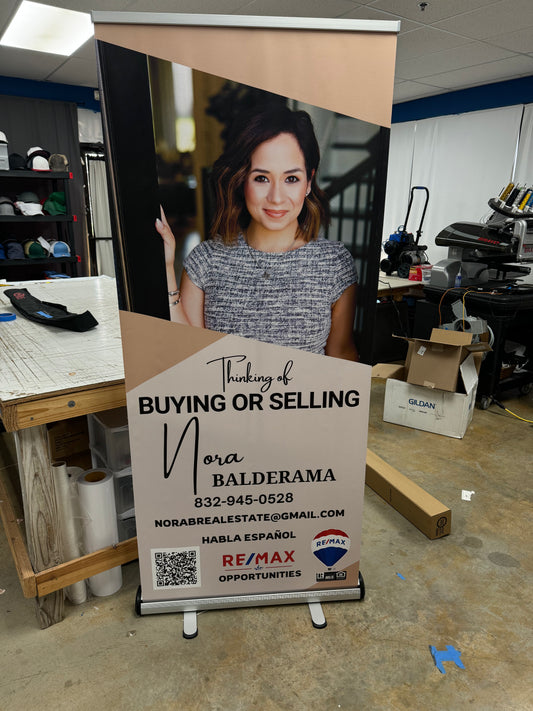 Thinking of
BUYING OR SELLING
Nora
BALDERAMA
832-945-0528
NORABREALESTATE@GMAIL.COM
HABLA ESPAÑOL
RE/MAX
OPPORTUNITIES
RE/MAX
GILDAN